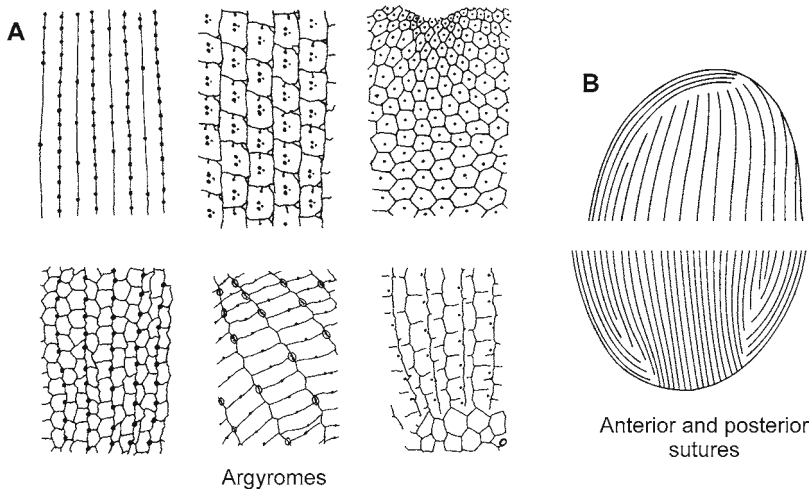 A
B
Argyromes
Anterior and posterior
sutures